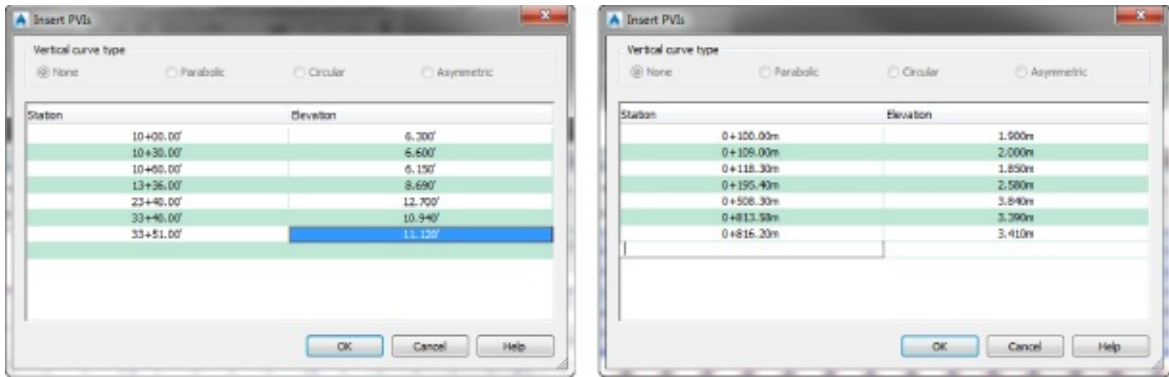 Insert PVIs
Vertical curve type
None Parabolic Circular Asymmetric
Station Elevation
10+00.00' 6.300'
10+30.00' 6.600'
10+60.00' 6.150'
13+36.00' 8.690'
23+40.00' 12.700'
33+40.00' 10.940'
33+51.00' 11.120'
OK Cancel Help
Insert PVIs
Vertical curve type
None Parabolic Circular Asymmetric
Station Elevation
0+100.00m 1.900m
0+109.00m 2.000m
0+118.30m 1.850m
0+195.40m 2.580m
0+508.30m 3.840m
0+813.58m 3.390m
0+816.20m 3.410m
OK Cancel Help